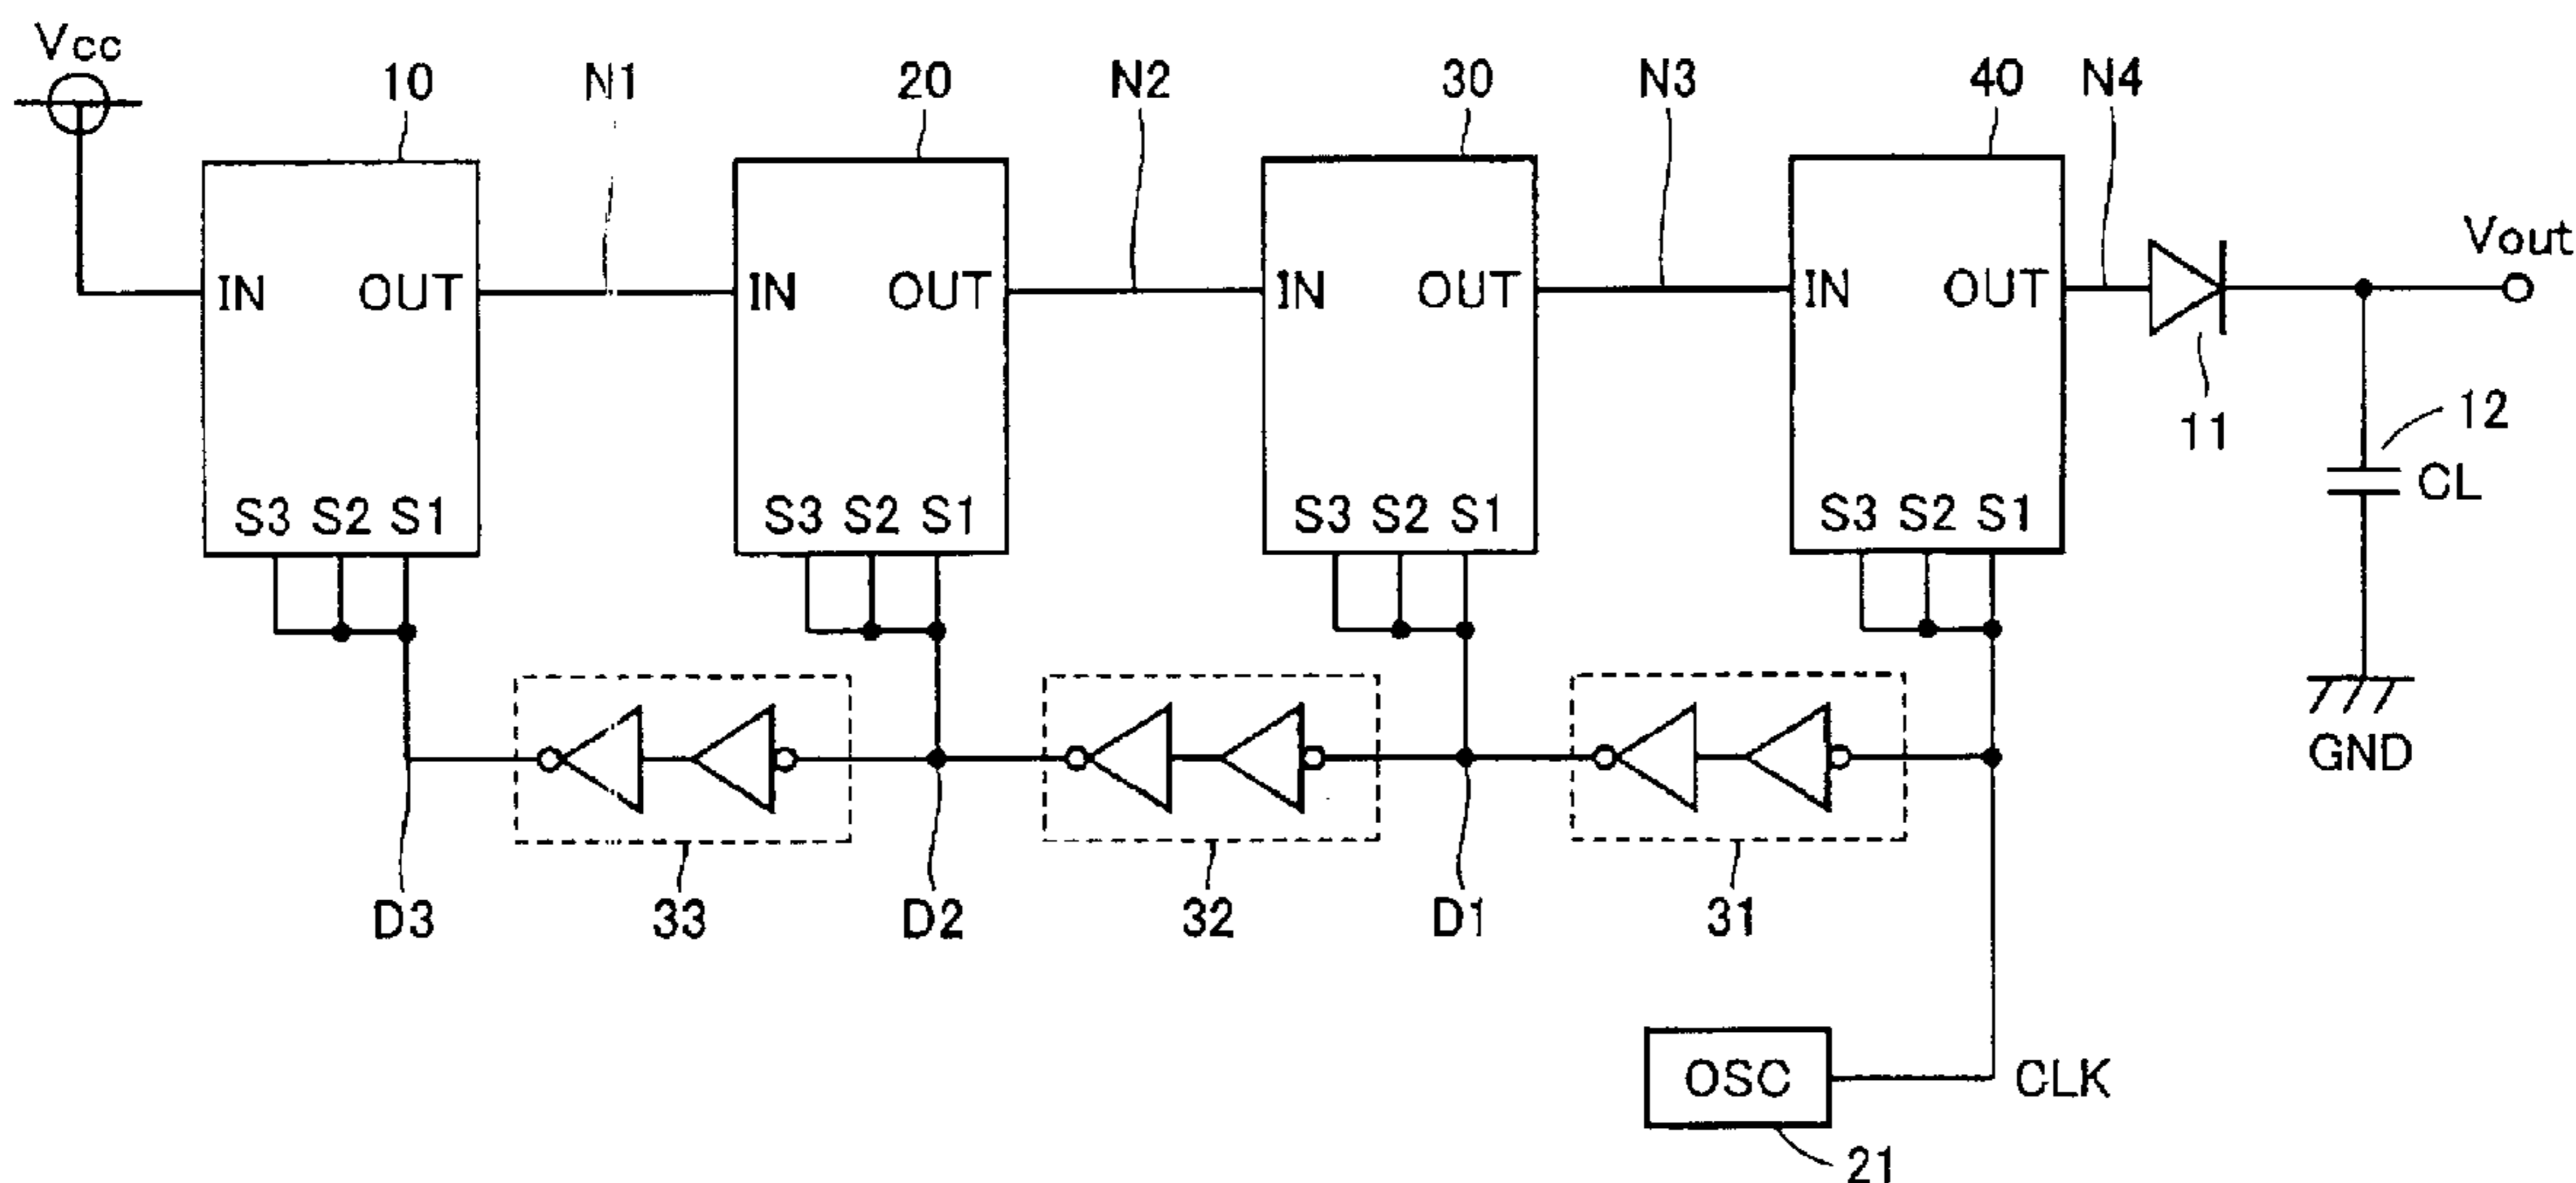 Vcc
10 N1 20 N2 30 N3 40 N4
Vout
IN OUT IN OUT IN OUT IN OUT
11
12
CL
S3 S2 S1 S3 S2 S1 S3 S2 S1 S3 S2 S1
GND
D3 33 D2 32 D1 31
OSC CLK
21